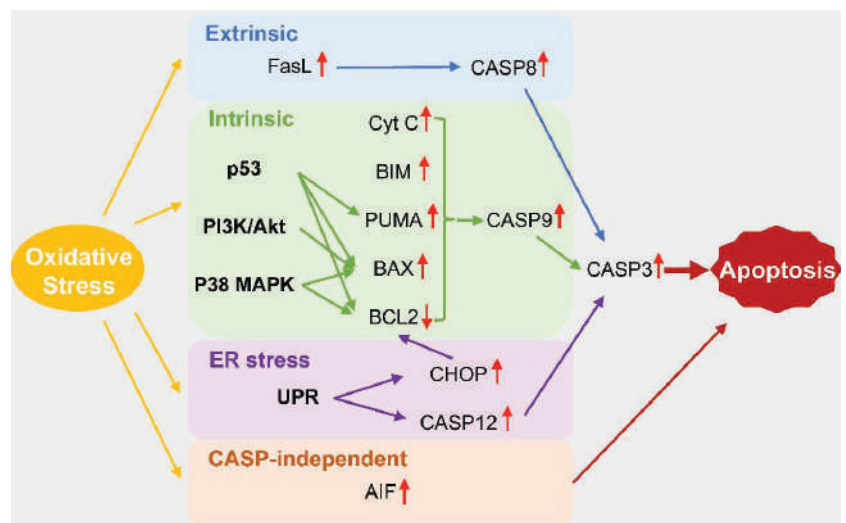 Extrinsic
FasL
CASP8
Intrinsic
Cyt C
p53
BIM
PI3K/Akt
PUMA
CASP9
P38 MAPK
BAX
BCL2
Oxidative
Stress
CASP3
Apoptosis
ER stress
CHOP
UPR
CASP12
CASP-independent
AIF